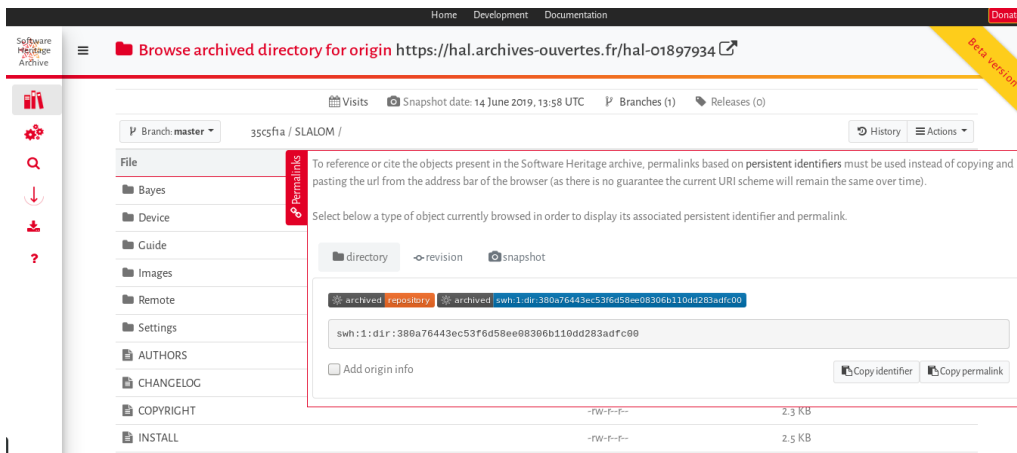 Home Development Documentation
Donat
Software
Heritage
Archive
Browse archived directory for origin https://hal.archives-ouvertes.fr/hal-01897934
Beta version
Visits Snapshot date: 14 June 2019, 13:58 UTC Branches (1) Releases (0)
Branch: master 35c5f1a / SLALOM / History Actions
File
Permalinks
To reference or cite the objects present in the Software Heritage archive, permalinks based on persistent identifiers must be used instead of copying and
pasting the url from the address bar of the browser (as there is no guarantee the current URI scheme will remain the same over time).
Select below a type of object currently browsed in order to display its associated persistent identifier and permalink.
directory revision snapshot
archived repository archived swh:1:dir:380a76443ec53f6d58ee08306b110dd283adfc00
swh:1:dir:380a76443ec53f6d58ee08306b110dd283adfc00
Add origin info Copy identifier Copy permalink
Bayes
Device
Guide
Images
Remote
Settings
AUTHORS
CHANGELOG
COPYRIGHT -rw-r--r-- 2.3 KB
INSTALL -rw-r--r-- 2.5 KB